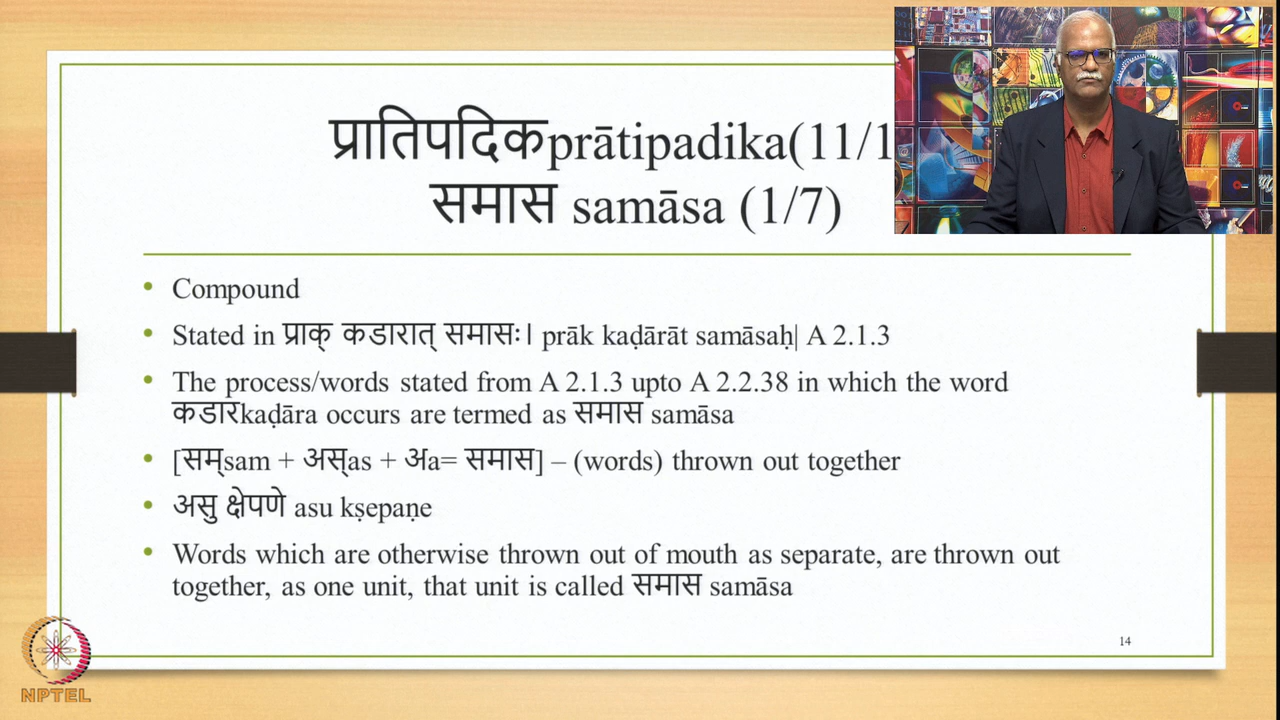 प्रातिपदिकprātipadika(11/1
समास samāsa (1/7)
• Compound
• Stated in प्राक् कडारात् समासः। prāk kaḍārāt samāsaḥ| A 2.1.3
• The process/words stated from A 2.1.3 upto A 2.2.38 in which the word
कडारkaḍāra occurs are termed as समास samāsa
• [सम्sam + अस्as + अa= समास] – (words) thrown out together
• असु क्षेपणे asu kṣepaṇe
• Words which are otherwise thrown out of mouth as separate, are thrown out
together, as one unit, that unit is called समास samāsa
14
NPTEL